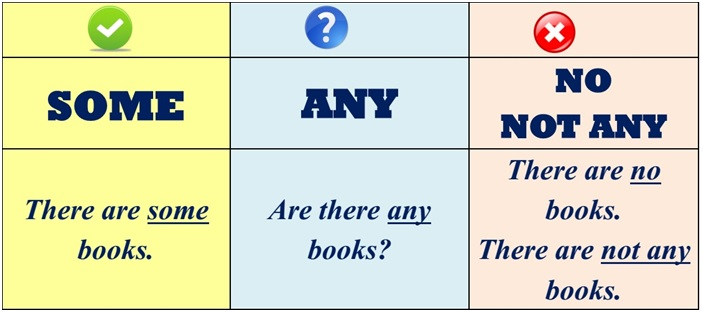 SOME
ANY
NO
NOT ANY
There are some
books.
Are there any
books?
There are no
books.
There are not any
books.